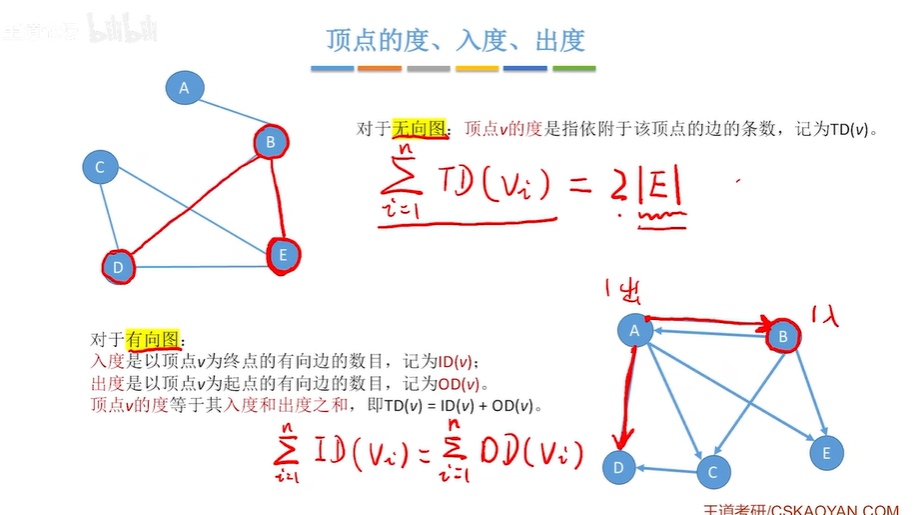 bilibili
顶点的度、入度、出度
对于无向图：顶点v的度是指依附于该顶点的边的条数，记为TD(v)。
n
∑ TD(vi) = 2|E|
i=1
A
B
C
D
E
对于有向图：
入度是以顶点v为终点的有向边的数目，记为ID(v)；
出度是以顶点v为起点的有向边的数目，记为OD(v)。
顶点v的度等于其入度和出度之和，即TD(v) = ID(v) + OD(v)。
n n
∑ ID(vi) = ∑ OD(vi)
i=1 i=1
1出
1入
A
B
D
C
E
王道考研/CSKAOYAN.COM